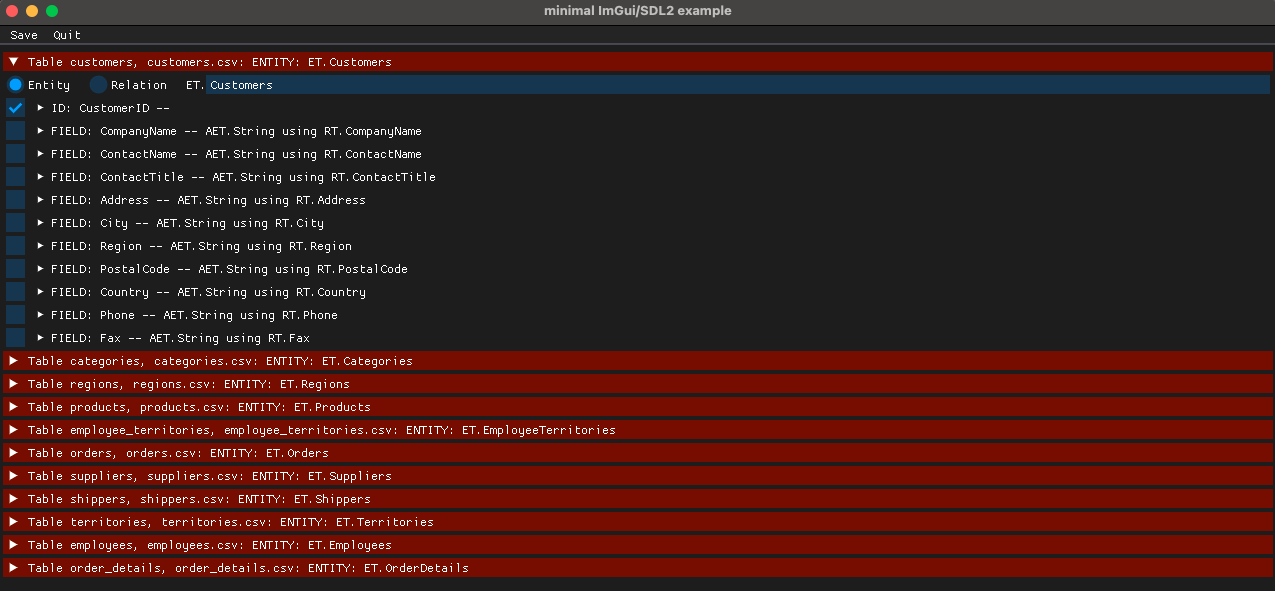 minimal ImGui/SDL2 example
Save Quit
Table customers, customers.csv: ENTITY: ET.Customers
Entity Relation ET. Customers
ID: CustomerID --
FIELD: CompanyName -- AET.String using RT.CompanyName
FIELD: ContactName -- AET.String using RT.ContactName
FIELD: ContactTitle -- AET.String using RT.ContactTitle
FIELD: Address -- AET.String using RT.Address
FIELD: City -- AET.String using RT.City
FIELD: Region -- AET.String using RT.Region
FIELD: PostalCode -- AET.String using RT.PostalCode
FIELD: Country -- AET.String using RT.Country
FIELD: Phone -- AET.String using RT.Phone
FIELD: Fax -- AET.String using RT.Fax
Table categories, categories.csv: ENTITY: ET.Categories
Table regions, regions.csv: ENTITY: ET.Regions
Table products, products.csv: ENTITY: ET.Products
Table employee_territories, employee_territories.csv: ENTITY: ET.EmployeeTerritories
Table orders, orders.csv: ENTITY: ET.Orders
Table suppliers, suppliers.csv: ENTITY: ET.Suppliers
Table shippers, shippers.csv: ENTITY: ET.Shippers
Table territories, territories.csv: ENTITY: ET.Territories
Table employees, employees.csv: ENTITY: ET.Employees
Table order_details, order_details.csv: ENTITY: ET.OrderDetails